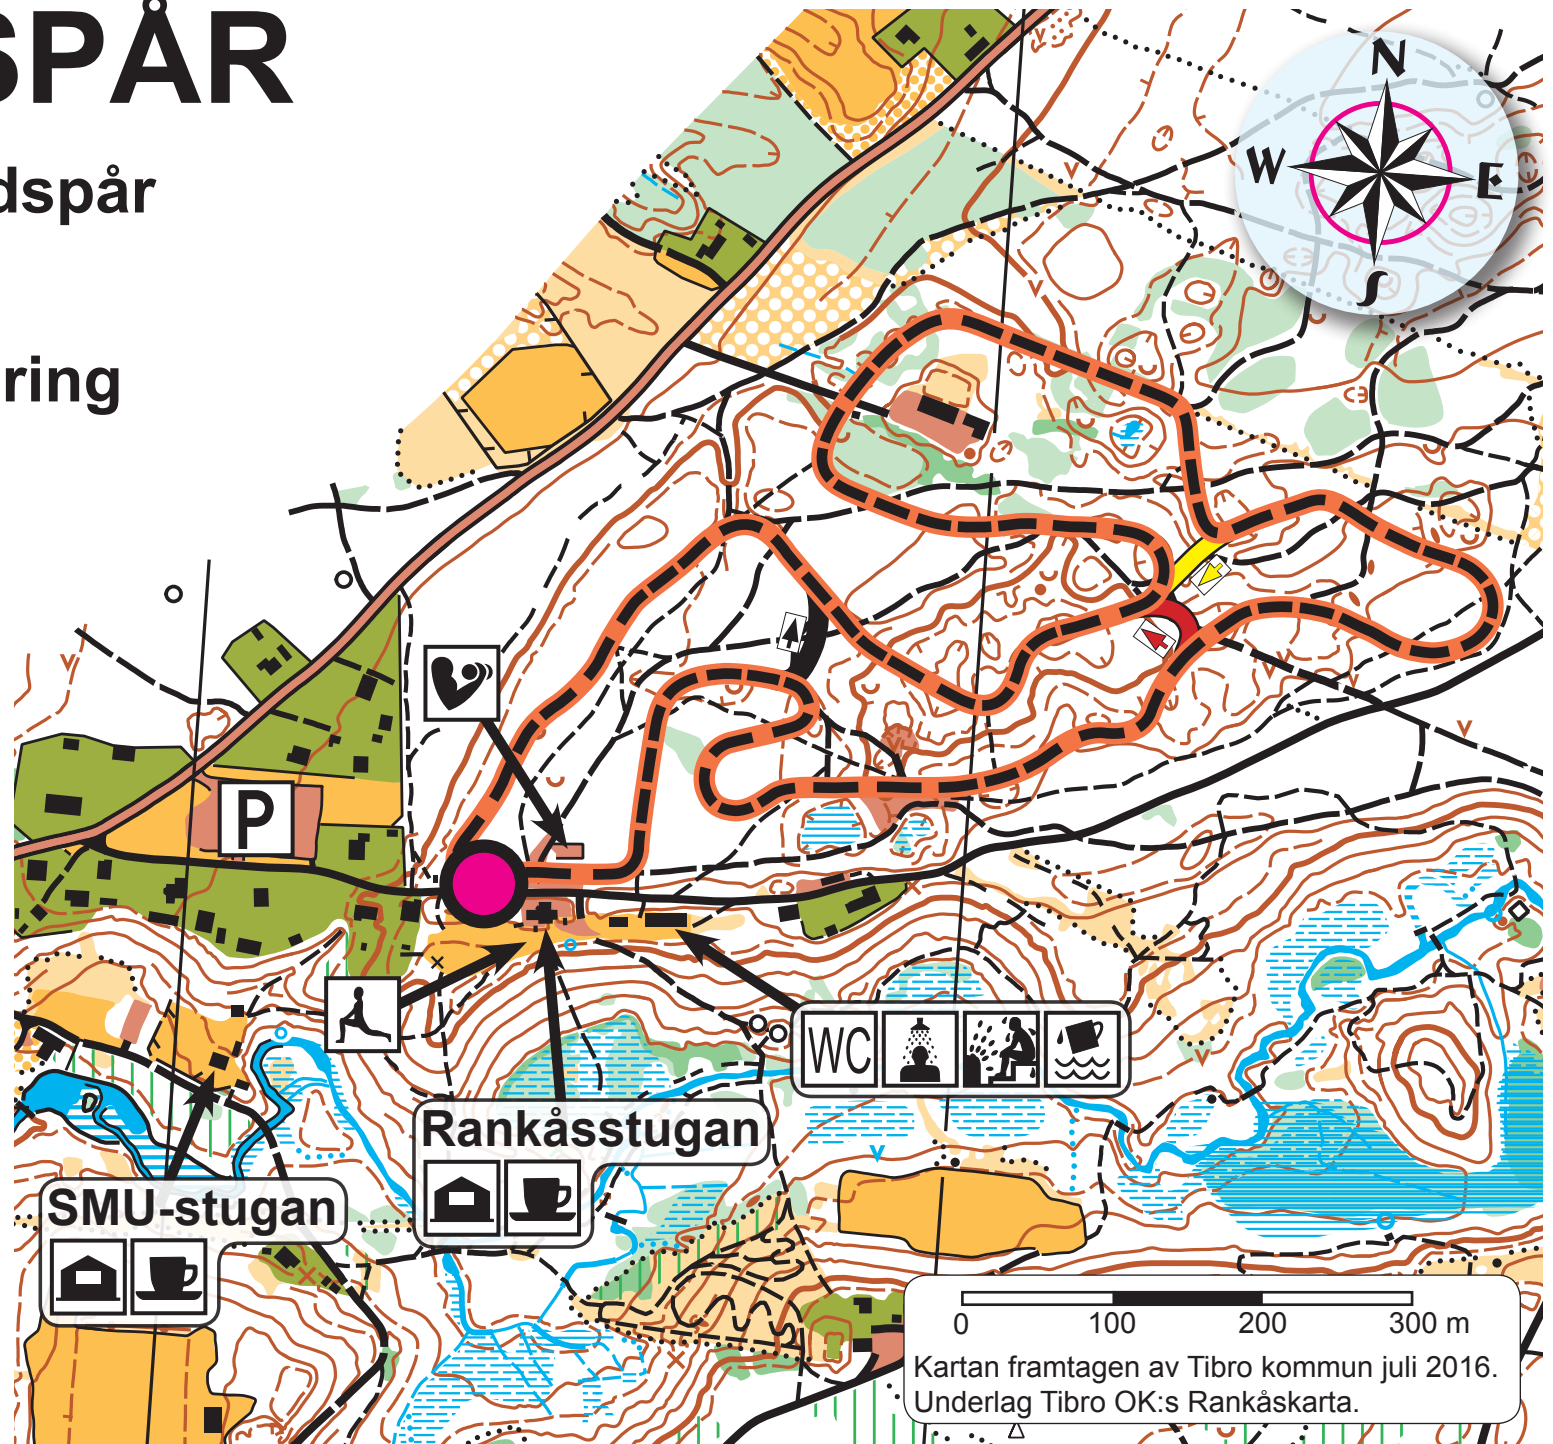 SPÅR
dspår
ring
N
W
E
S
P
WC
Rankåsstugan
SMU-stugan
0 100 200 300 m
Kartan framtagen av Tibro kommun juli 2016.
Underlag Tibro OK:s Rankåskarta.